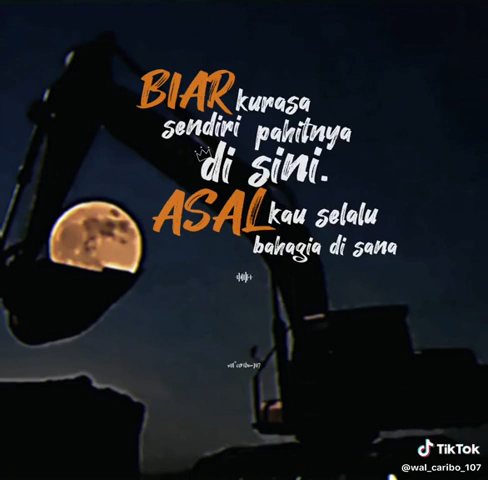 BIAR kurasa
sendiri pahitnya
di sini.
ASAL kau selalu
bahagia di sana
TikTok
@wal_caribo_107